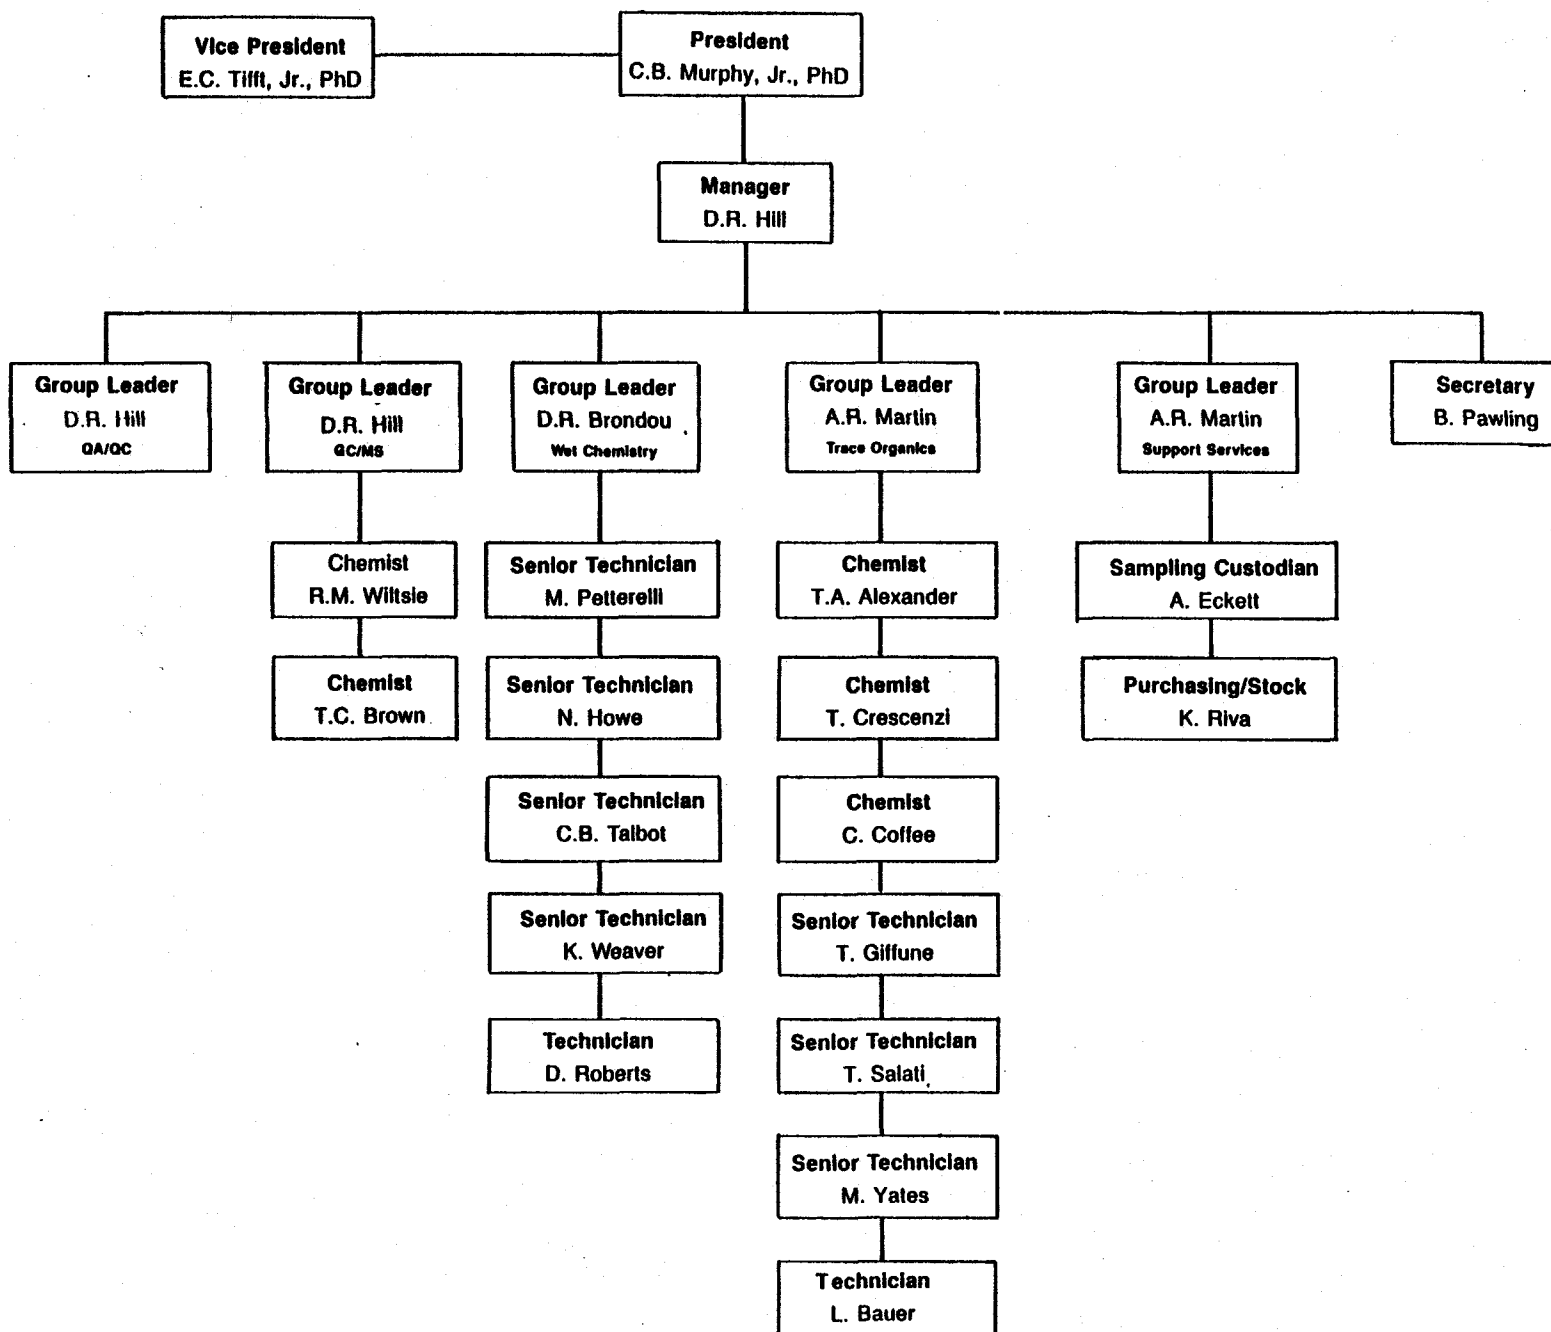 Vice President
E.C. Tifft, Jr., PhD
President
C.B. Murphy, Jr., PhD
Manager
D.R. Hill
Group Leader
D.R. Hill
QA/QC
Group Leader
D.R. Hill
GC/MS
Group Leader
D.R. Brondou
Wet Chemistry
Group Leader
A.R. Martin
Trace Organics
Group Leader
A.R. Martin
Support Services
Secretary
B. Pawling
Chemist
R.M. Wiltsie
Chemist
T.C. Brown
Senior Technician
M. Petterelli
Senior Technician
N. Howe
Senior Technician
C.B. Talbot
Senior Technician
K. Weaver
Technician
D. Roberts
Chemist
T.A. Alexander
Chemist
T. Crescenzi
Chemist
C. Coffee
Senior Technician
T. Giffune
Senior Technician
T. Salati
Senior Technician
M. Yates
Technician
L. Bauer
Sampling Custodian
A. Eckett
Purchasing/Stock
K. Riva